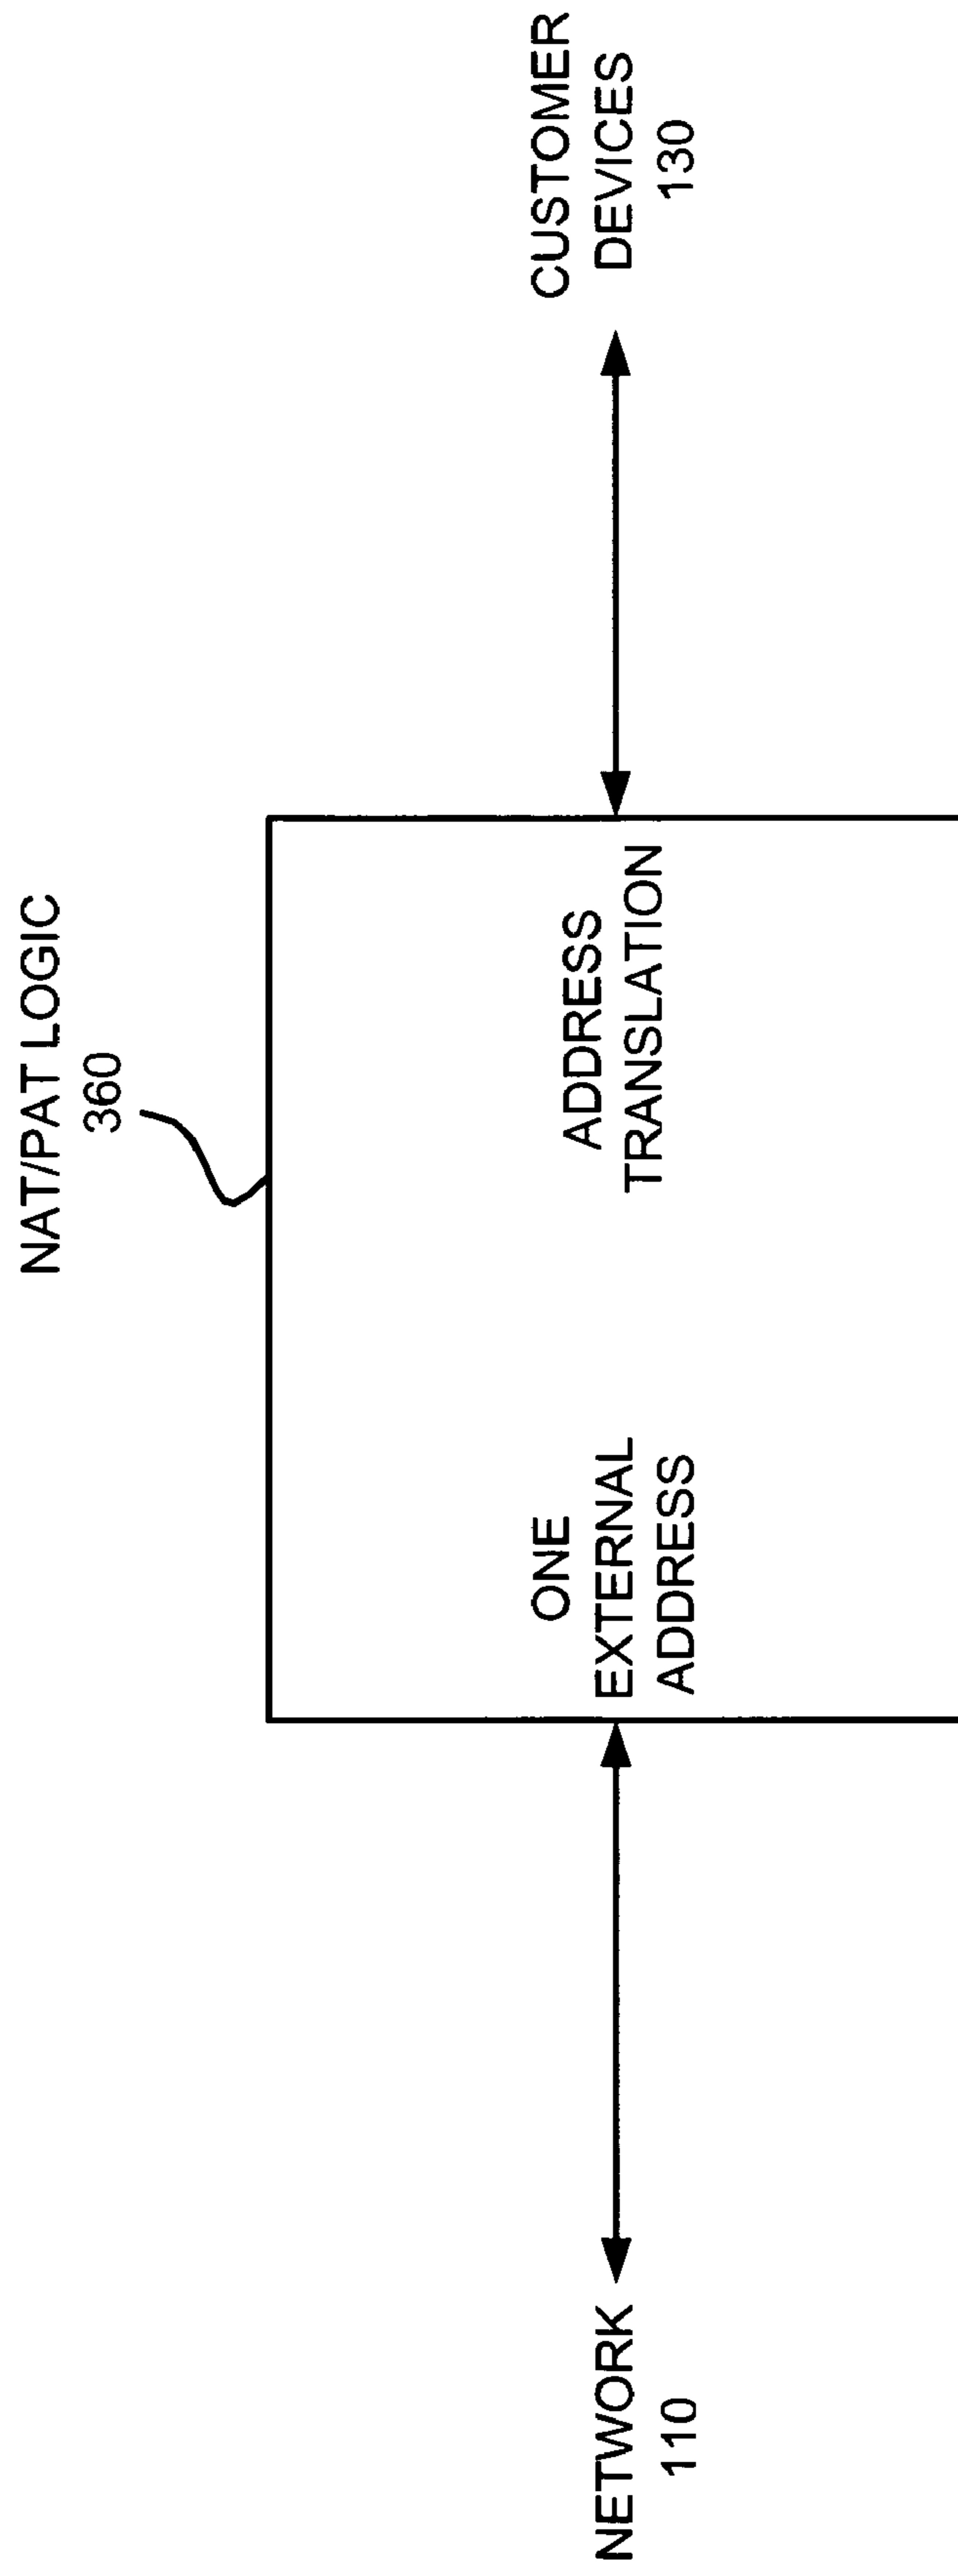 NAT/PAT LOGIC
360
NETWORK
110
ONE
EXTERNAL
ADDRESS
ADDRESS
TRANSLATION
CUSTOMER
DEVICES
130